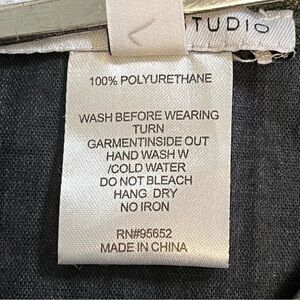 STUDIO
100% POLYURETHANE
WASH BEFORE WEARING
TURN
GARMENTINSIDE OUT
HAND WASH W
/COLD WATER
DO NOT BLEACH
HANG DRY
NO IRON
RN#95652
MADE IN CHINA